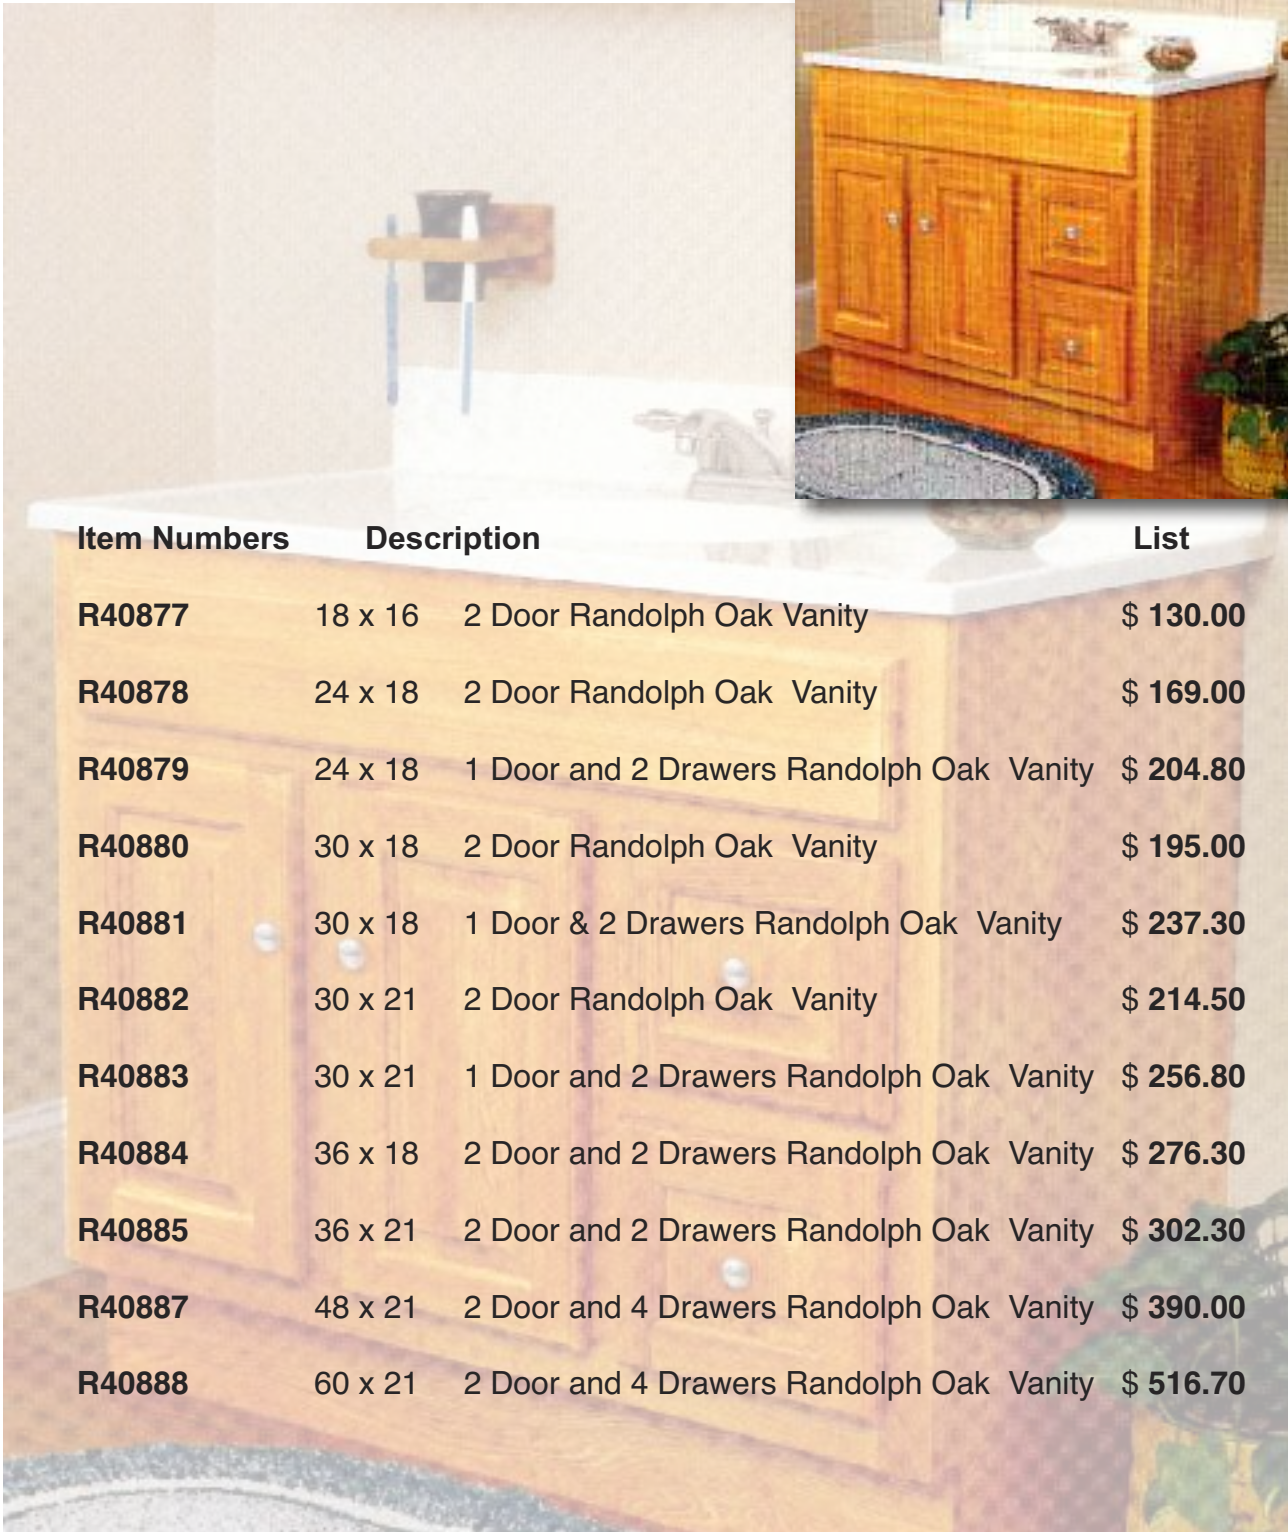 Item Numbers Description List
R40877 18 x 16 2 Door Randolph Oak Vanity $ 130.00
R40878 24 x 18 2 Door Randolph Oak Vanity $ 169.00
R40879 24 x 18 1 Door and 2 Drawers Randolph Oak Vanity $ 204.80
R40880 30 x 18 2 Door Randolph Oak Vanity $ 195.00
R40881 30 x 18 1 Door & 2 Drawers Randolph Oak Vanity $ 237.30
R40882 30 x 21 2 Door Randolph Oak Vanity $ 214.50
R40883 30 x 21 1 Door and 2 Drawers Randolph Oak Vanity $ 256.80
R40884 36 x 18 2 Door and 2 Drawers Randolph Oak Vanity $ 276.30
R40885 36 x 21 2 Door and 2 Drawers Randolph Oak Vanity $ 302.30
R40887 48 x 21 2 Door and 4 Drawers Randolph Oak Vanity $ 390.00
R40888 60 x 21 2 Door and 4 Drawers Randolph Oak Vanity $ 516.70